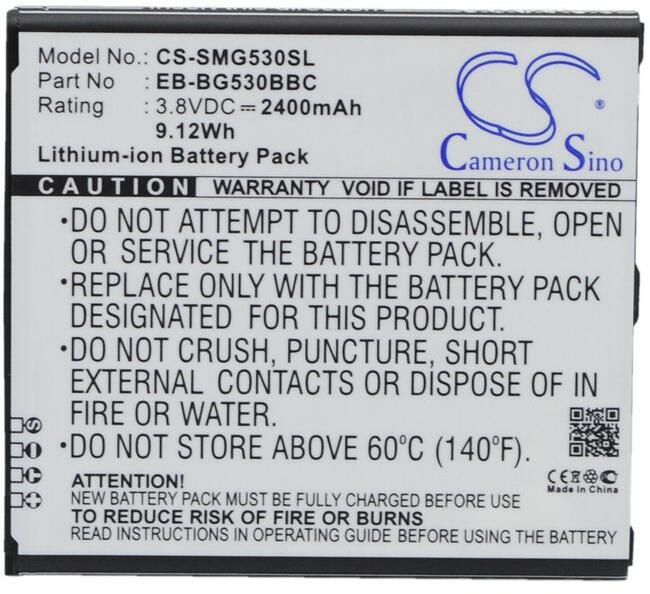 Model No.: CS-SMG530SL
Part No : EB-BG530BBC
Rating : 3.8VDC⎓2400mAh
9.12Wh
Lithium-ion Battery Pack
CS®
Cameron Sino
CAUTION WARRANTY VOID IF LABEL IS REMOVED
·DO NOT ATTEMPT TO DISASSEMBLE, OPEN
OR SERVICE THE BATTERY PACK.
·REPLACE ONLY WITH THE BATTERY PACK
DESIGNATED FOR THIS PRODUCT.
·DO NOT CRUSH, PUNCTURE, SHORT
EXTERNAL CONTACTS OR DISPOSE OF IN
FIRE OR WATER.
·DO NOT STORE ABOVE 60°C (140°F).
ATTENTION!
NEW BATTERY PACK MUST BE FULLY CHARGED BEFORE USE
TO REDUCE RISK OF FIRE OR BURNS
READ INSTRUCTIONS IN OPERATING GUIDE BEFORE USING BATTERY
CE
Made in China